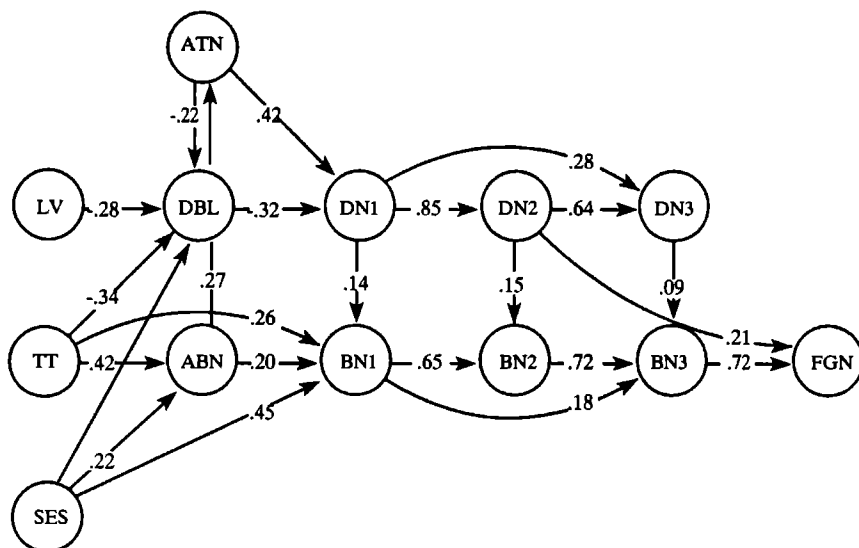 ATN
-.22
.42
.28
LV
-.28
DBL
-.32
DN1
.85
DN2
.64
DN3
.27
.14
.15
.09
-.34
.26
.21
TT
.42
ABN
.20
BN1
.65
BN2
.72
BN3
.72
FGN
.45
.18
.22
SES